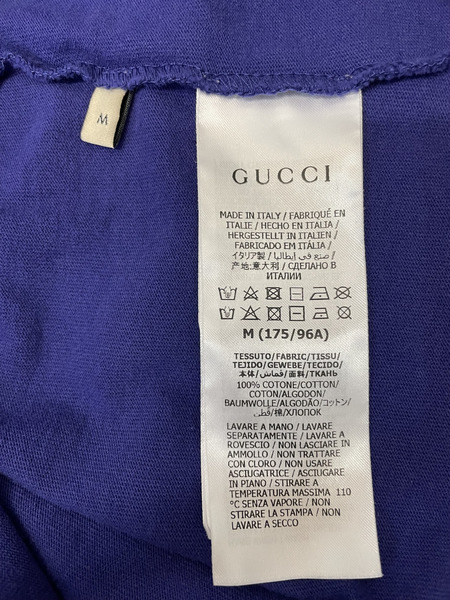 M
GUCCI
MADE IN ITALY / FABRIQUÉ EN
ITALIE / HECHO EN ITALIA /
HERGESTELLT IN ITALIEN /
FABRICADO EM ITÁLIA /
イタリア製 / صنع في إيطاليا /
产地:意大利 / СДЕЛАНО В
ИТАЛИИ
M (175/96A)
TESSUTO/FABRIC/TISSU/
TEJIDO/GEWEBE/TECIDO/
本体/قماش/面料/ТКАНЬ
100% COTONE/COTTON/
COTON/ALGODON/
BAUMWOLLE/ALGODÃO/コットン/
قطن/棉/ХЛОПОК
LAVARE A MANO / LAVARE
SEPARATAMENTE / LAVARE A
ROVESCIO / NON LASCIARE IN
AMMOLLO / NON TRATTARE
CON CLORO / NON USARE
ASCIUGATRICE / ASCIUGARE
IN PIANO / STIRARE A
TEMPERATURA MASSIMA 110
°C SENZA VAPORE / NON
STIRARE LA STAMPA / NON
LAVARE A SECCO